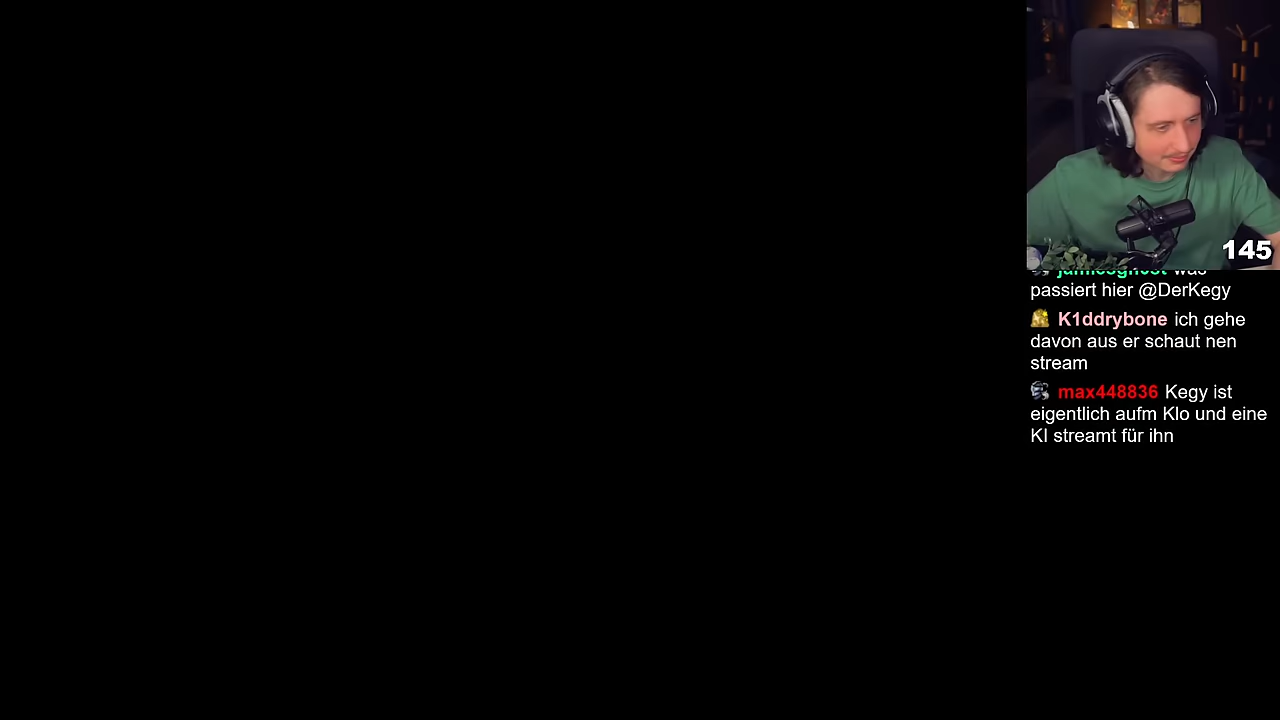 145
was
passiert hier @DerKegy
K1ddrybone ich gehe
davon aus er schaut nen
stream
max448836 Kegy ist
eigentlich aufm Klo und eine
KI streamt für ihn